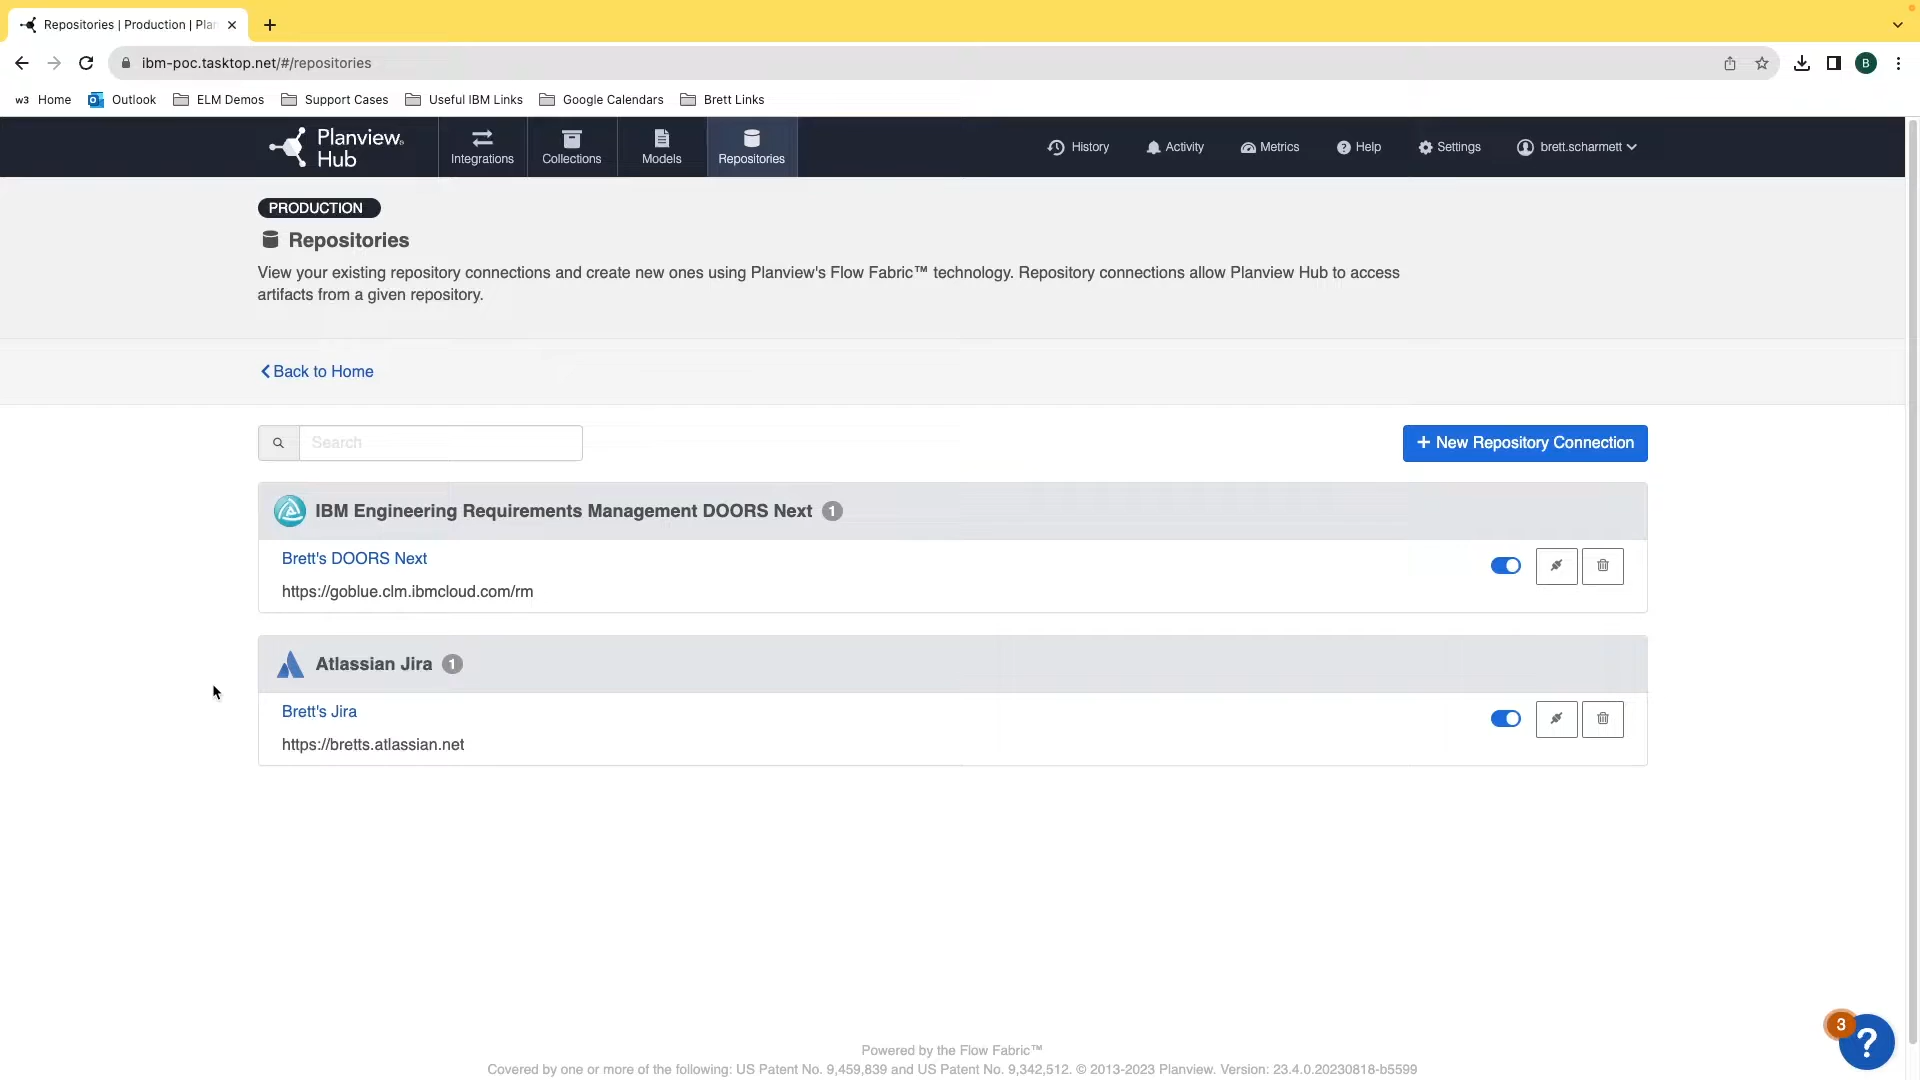 Repositories | Production | Plan
ibm-poc.tasktop.net/#/repositories
B
w3 Home Outlook ELM Demos Support Cases Useful IBM Links Google Calendars Brett Links
Planview Hub
Integrations Collections Models Repositories
History Activity Metrics Help Settings brett.scharmett
PRODUCTION
Repositories
View your existing repository connections and create new ones using Planview's Flow Fabric™ technology. Repository connections allow Planview Hub to access
artifacts from a given repository.
Back to Home
Search
+ New Repository Connection
IBM Engineering Requirements Management DOORS Next 1
Brett's DOORS Next
https://goblue.clm.ibmcloud.com/rm
Atlassian Jira 1
Brett's Jira
https://bretts.atlassian.net
3
?
Powered by the Flow Fabric™
Covered by one or more of the following: US Patent No. 9,459,839 and US Patent No. 9,342,512. © 2013-2023 Planview. Version: 23.4.0.20230818-b5599